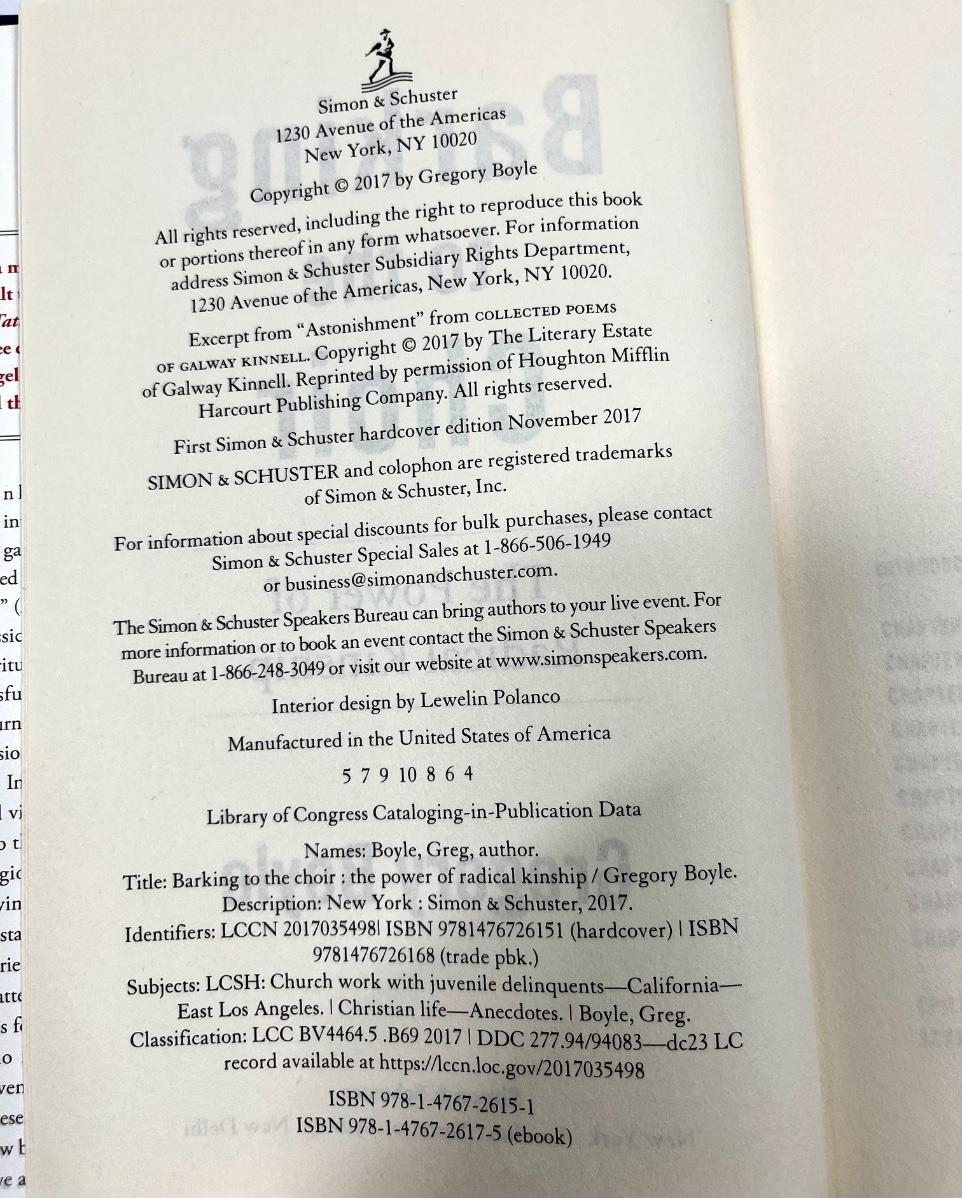 Simon & Schuster
1230 Avenue of the Americas
New York, NY 10020
Copyright © 2017 by Gregory Boyle
All rights reserved, including the right to reproduce this book
or portions thereof in any form whatsoever. For information
address Simon & Schuster Subsidiary Rights Department,
1230 Avenue of the Americas, New York, NY 10020.
Excerpt from “Astonishment” from COLLECTED POEMS
OF GALWAY KINNELL. Copyright © 2017 by The Literary Estate
of Galway Kinnell. Reprinted by permission of Houghton Mifflin
Harcourt Publishing Company. All rights reserved.
First Simon & Schuster hardcover edition November 2017
SIMON & SCHUSTER and colophon are registered trademarks
of Simon & Schuster, Inc.
For information about special discounts for bulk purchases, please contact
Simon & Schuster Special Sales at 1-866-506-1949
or business@simonandschuster.com.
The Simon & Schuster Speakers Bureau can bring authors to your live event. For
more information or to book an event contact the Simon & Schuster Speakers
Bureau at 1-866-248-3049 or visit our website at www.simonspeakers.com.
Interior design by Lewelin Polanco
Manufactured in the United States of America
5 7 9 10 8 6 4
Library of Congress Cataloging-in-Publication Data
Names: Boyle, Greg, author.
Title: Barking to the choir : the power of radical kinship / Gregory Boyle.
Description: New York : Simon & Schuster, 2017.
Identifiers: LCCN 2017035498| ISBN 9781476726151 (hardcover) | ISBN
9781476726168 (trade pbk.)
Subjects: LCSH: Church work with juvenile delinquents—California—
East Los Angeles. | Christian life—Anecdotes. | Boyle, Greg.
Classification: LCC BV4464.5 .B69 2017 | DDC 277.94/94083—dc23 LC
record available at https://lccn.loc.gov/2017035498
ISBN 978-1-4767-2615-1
ISBN 978-1-4767-2617-5 (ebook)